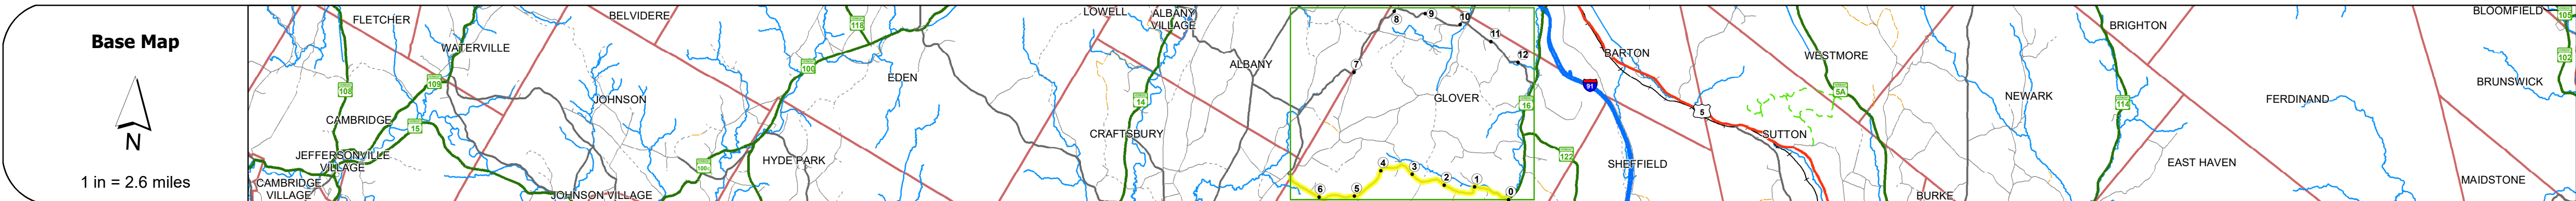 Base Map
N
1 in = 2.6 miles
FLETCHER
WATERVILLE
BELVIDERE
118
109
100
108
EDEN
JOHNSON
CAMBRIDGE
15
JEFFERSONVILLE
VILLAGE
CAMBRIDGE
VILLAGE
JOHNSON VILLAGE
100C
HYDE PARK
LOWELL
ALBANY
VILLAGE
ALBANY
14
CRAFTSBURY
8
9
10
11
12
7
GLOVER
16
6
5
4
3
2
1
0
122
BARTON
91
SHEFFIELD
5
SUTTON
WESTMORE
5A
NEWARK
BURKE
BRIGHTON
114
EAST HAVEN
FERDINAND
BLOOMFIELD
105
102
BRUNSWICK
MAIDSTONE